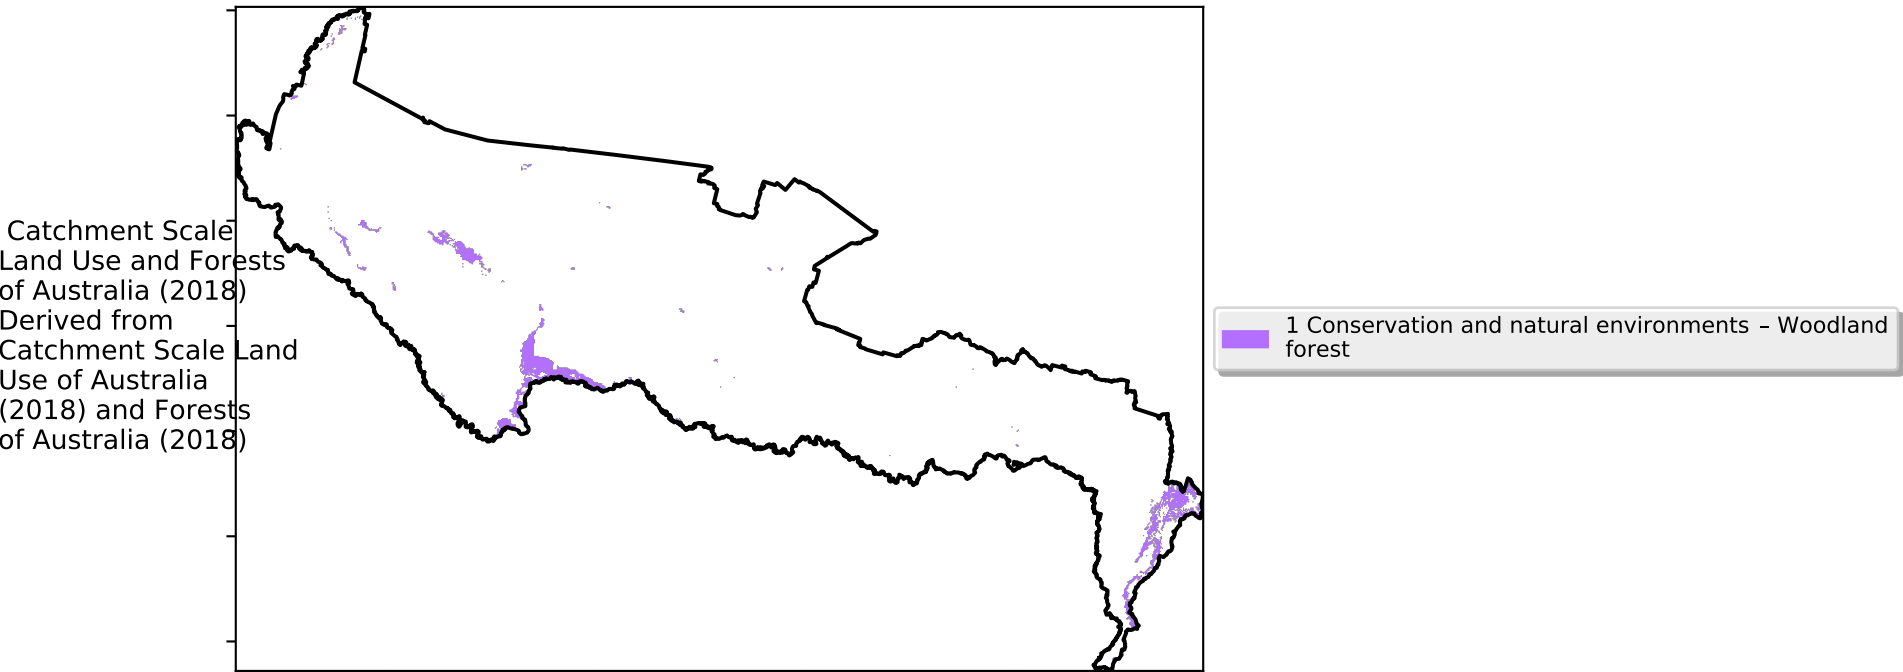 Catchment Scale
Land Use and Forests
of Australia (2018)
Derived from
Catchment Scale Land
Use of Australia
(2018) and Forests
of Australia (2018)
1 Conservation and natural environments – Woodland
forest